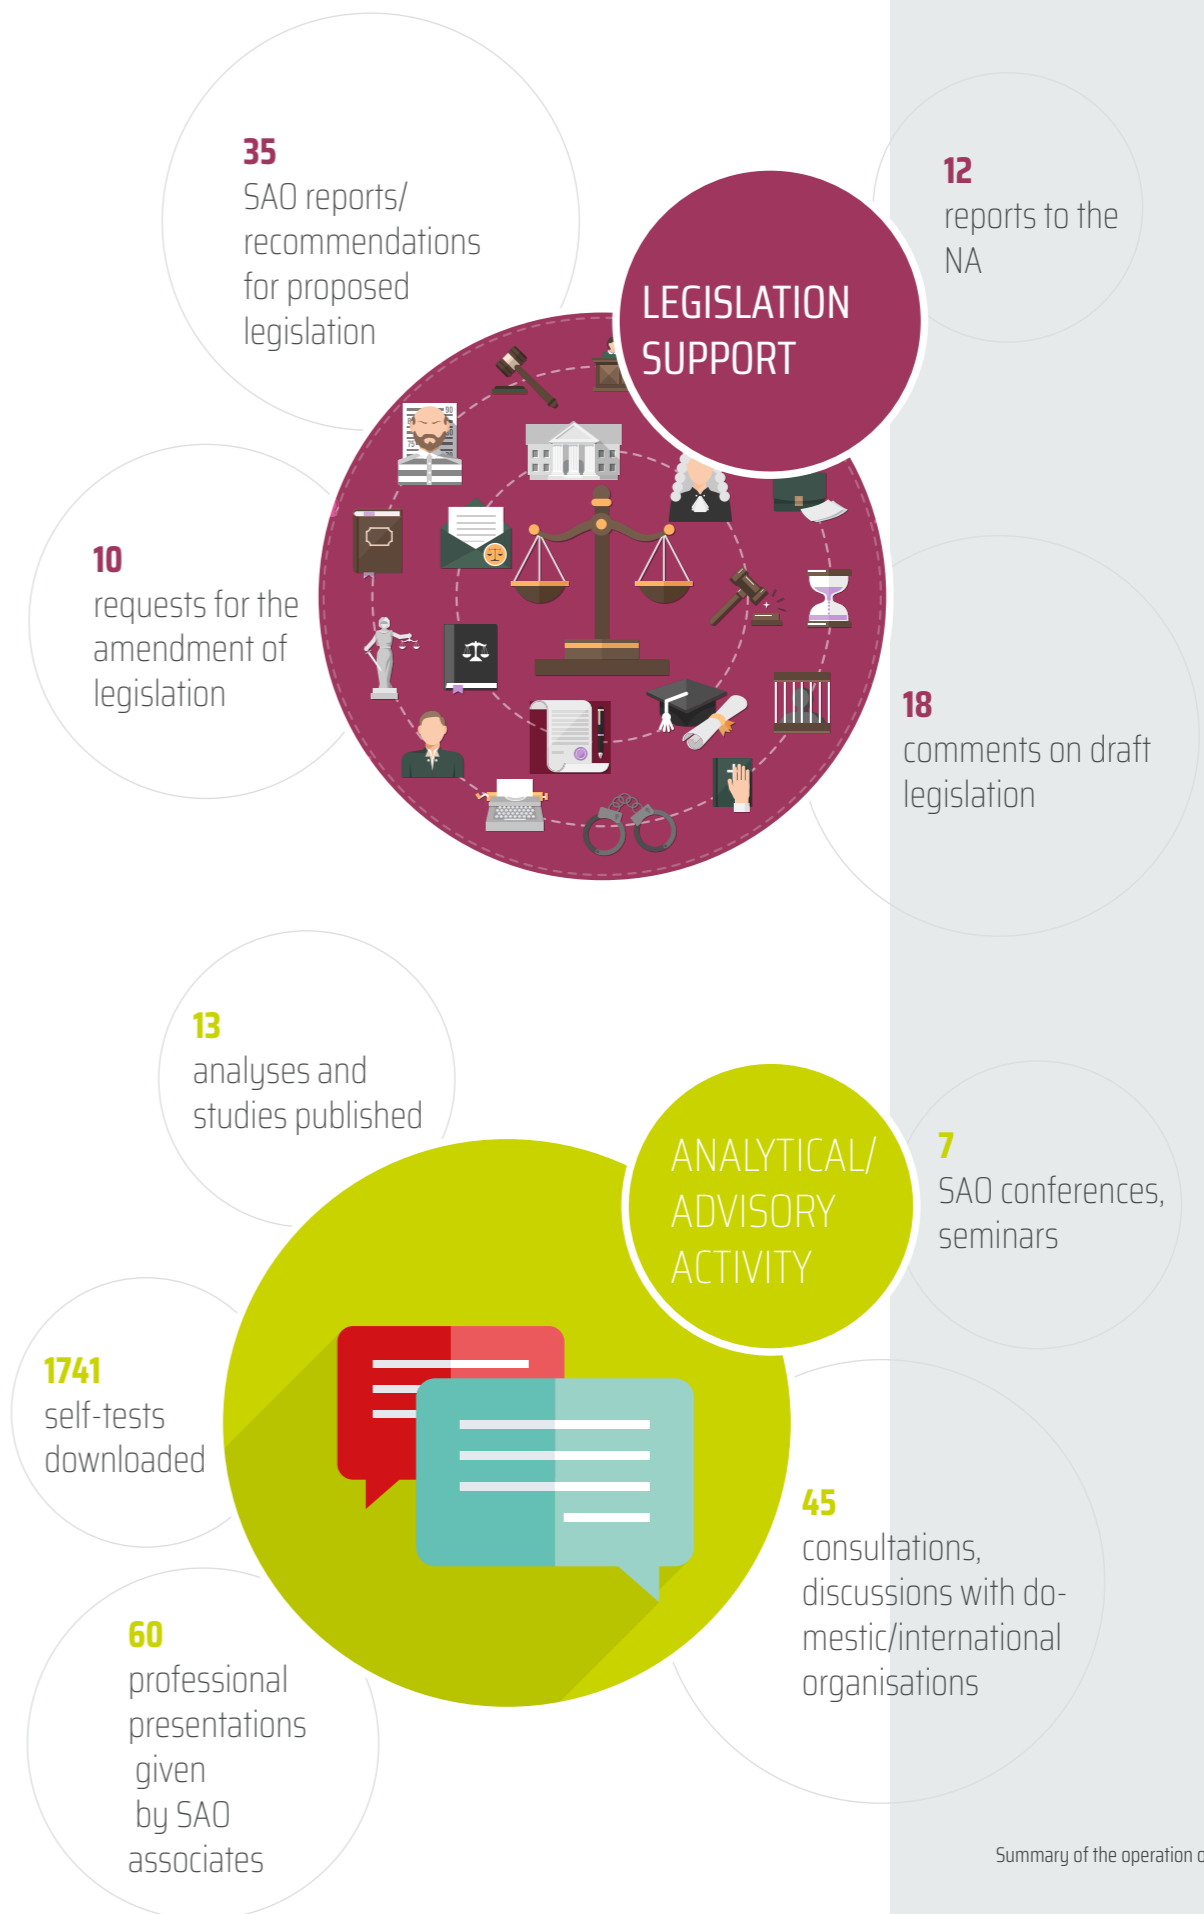 35
SAO reports/
recommendations
for proposed
legislation
12
reports to the
NA
LEGISLATION
SUPPORT
10
requests for the
amendment of
legislation
18
comments on draft
legislation
13
analyses and
studies published
ANALYTICAL/
ADVISORY
ACTIVITY
7
SAO conferences,
seminars
1741
self-tests
downloaded
45
consultations,
discussions with do-
mestic/international
organisations
60
professional
presentations
given
by SAO
associates
Summary of the operation